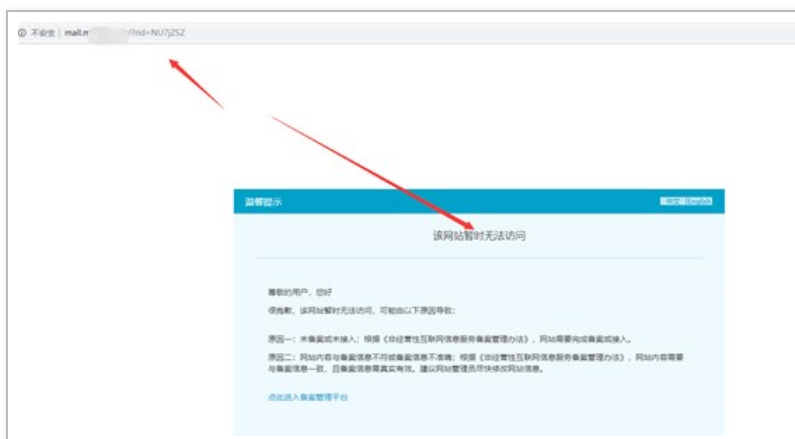 不安全 | mail.m /?rid=NU7jZSZ
温馨提示
中文 English
该网站暂时无法访问
尊敬的用户，您好
很抱歉，该网站暂时无法访问，可能由以下原因导致：
原因一：未备案或未接入；根据《非经营性互联网信息服务备案管理办法》，网站需要完成备案或接入。
原因二：网站内容与备案信息不符或备案信息不准确；根据《非经营性互联网信息服务备案管理办法》，网站内容需要
与备案信息一致，且备案信息需真实有效。建议网站管理员尽快修改网站信息。
点此进入备案管理平台